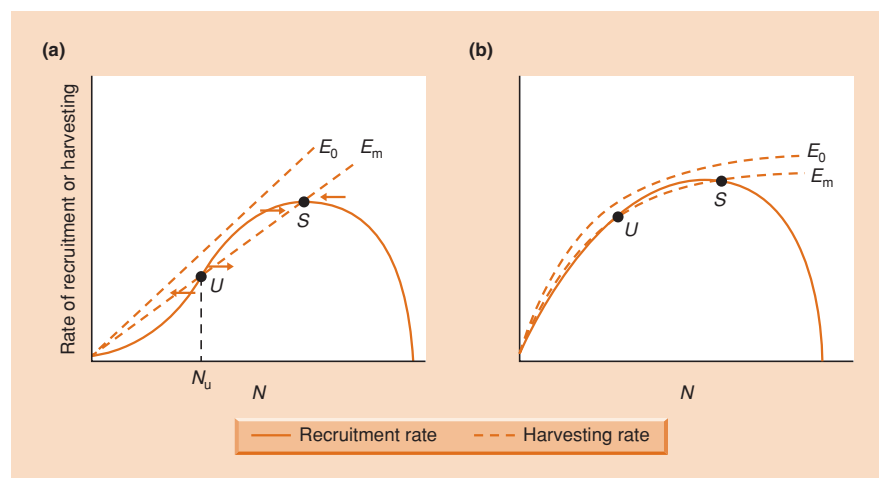 (a)
Rate of recruitment or harvesting
E0
Em
S
U
Nu
N
(b)
E0
Em
S
U
N
Recruitment rate
Harvesting rate